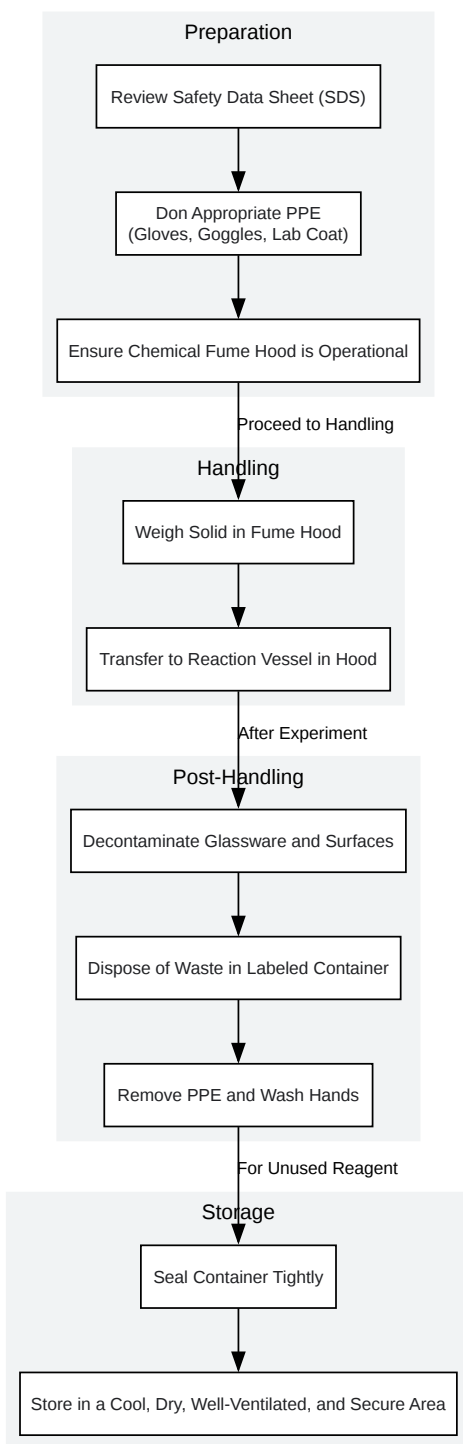 Preparation
Review Safety Data Sheet (SDS)
Don Appropriate PPE
(Gloves, Goggles, Lab Coat)
Ensure Chemical Fume Hood is Operational
Proceed to Handling
Handling
Weigh Solid in Fume Hood
Transfer to Reaction Vessel in Hood
After Experiment
Post-Handling
Decontaminate Glassware and Surfaces
Dispose of Waste in Labeled Container
Remove PPE and Wash Hands
For Unused Reagent
Storage
Seal Container Tightly
Store in a Cool, Dry, Well-Ventilated, and Secure Area